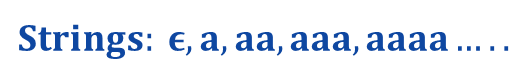 Strings: ϵ, a, aa, aaa, aaaa ... . .